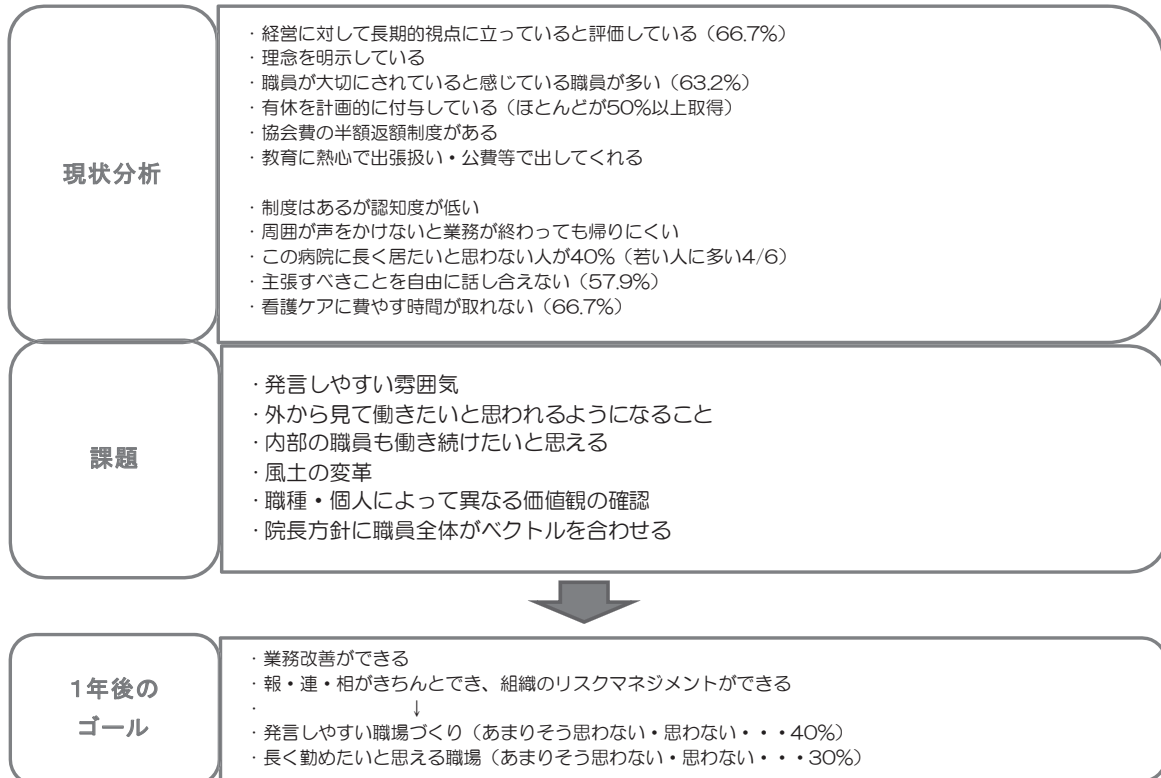 現状分析
・経営に対して長期的視点に立っていると評価している（66.7%）
・理念を明示している
・職員が大切にされていると感じている職員が多い（63.2%）
・有休を計画的に付与している（ほとんどが50%以上取得）
・協会費の半額返額制度がある
・教育に熱心で出張扱い・公費等で出してくれる
・制度はあるが認知度が低い
・周囲が声をかけないと業務が終わっても帰りにくい
・この病院に長く居たいと思わない人が40%（若い人に多い4/6）
・主張すべきことを自由に話し合えない（57.9%）
・看護ケアに費やす時間が取れない（66.7%）
課題
・発言しやすい雰囲気
・外から見て働きたいと思われるようになること
・内部の職員も働き続けたいと思える
・風土の変革
・職種・個人によって異なる価値観の確認
・院長方針に職員全体がベクトルを合わせる
1年後の
ゴール
・業務改善ができる
・報・連・相がきちんとでき、組織のリスクマネジメントができる
・ ↓
・発言しやすい職場づくり（あまりそう思わない・思わない・・・40%）
・長く勤めたいと思える職場（あまりそう思わない・思わない・・・30%）